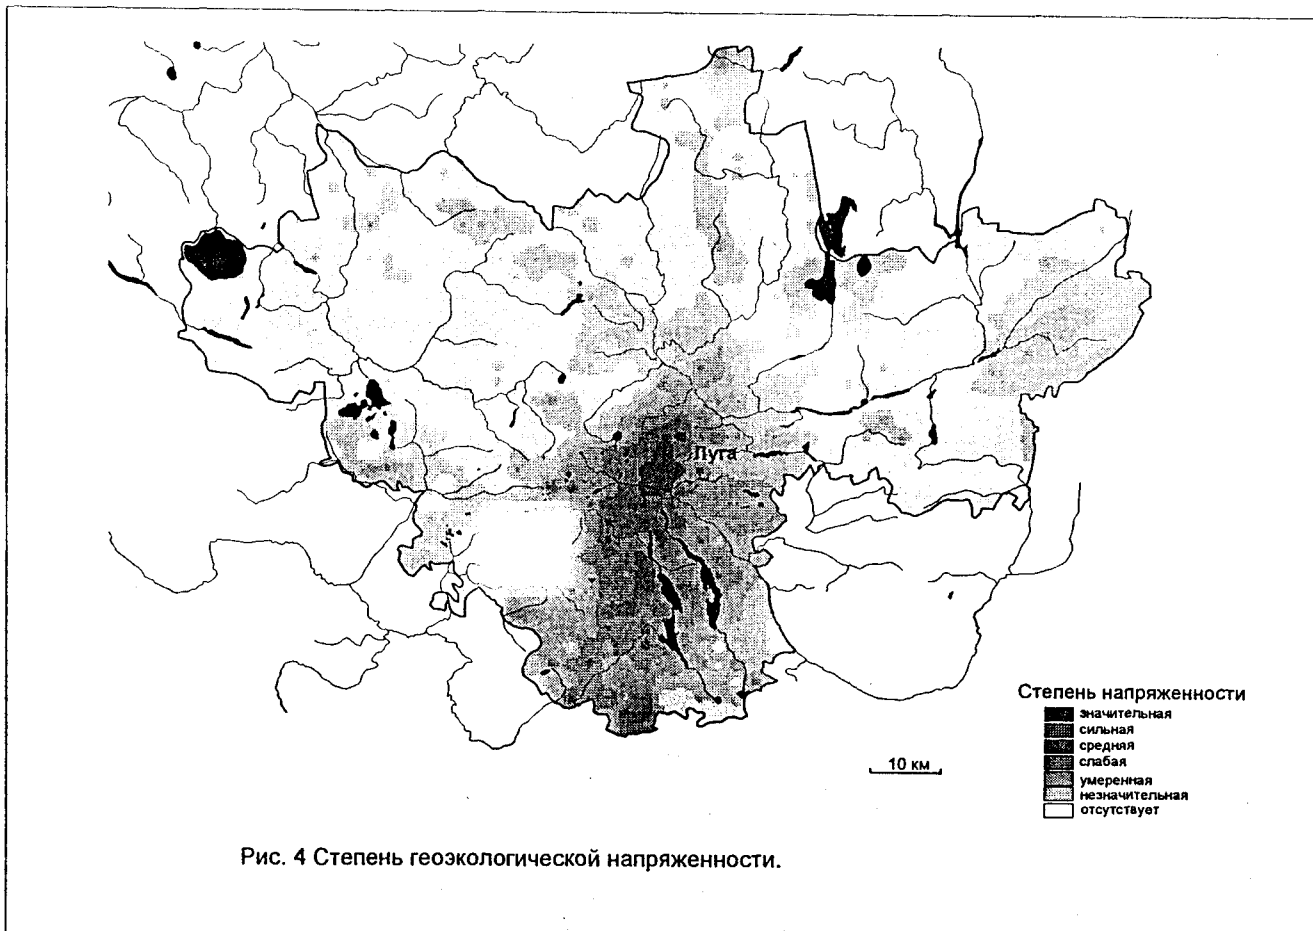 Луга
Степень напряженности
значительная
сильная
средняя
слабая
умеренная
незначительная
отсутствует
10 км
Рис. 4 Степень геоэкологической напряженности.